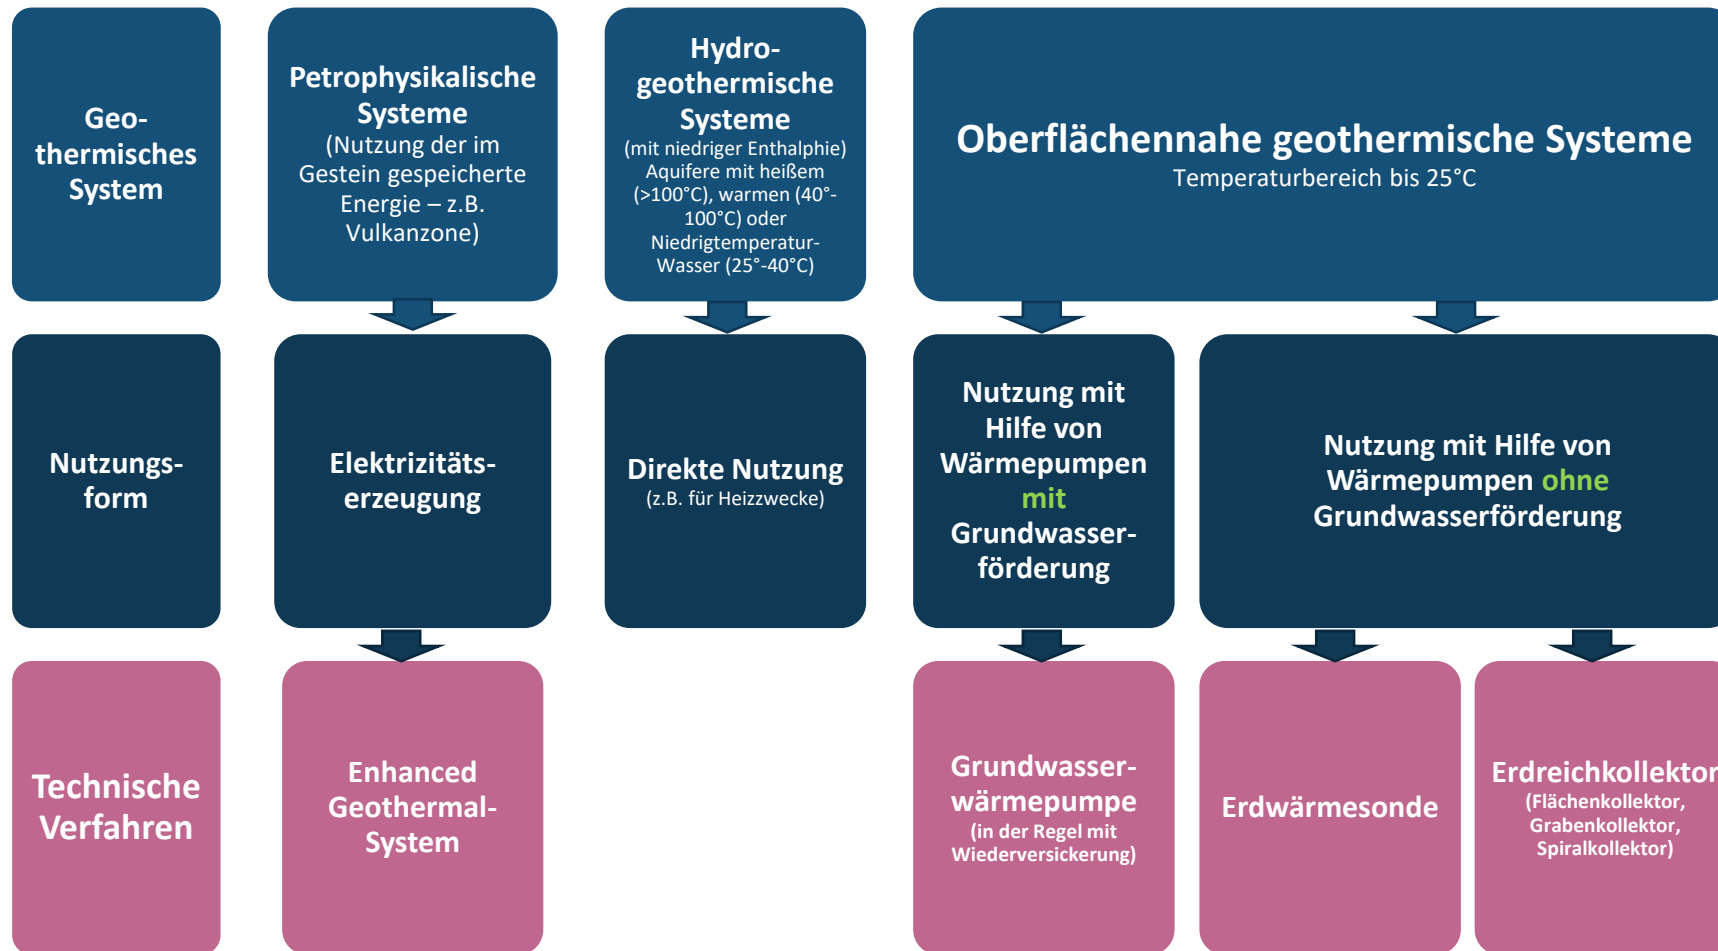 Geo-
thermisches
System
Petrophysikalische
Systeme
(Nutzung der im
Gestein gespeicherte
Energie – z.B.
Vulkanzone)
Hydro-
geothermische
Systeme
(mit niedriger Enthalphie)
Aquifere mit heißem
(>100°C), warmen (40°-
100°C) oder
Niedrigtemperatur-
Wasser (25°-40°C)
Oberflächennahe geothermische Systeme
Temperaturbereich bis 25°C
Nutzungs-
form
Elektrizitäts-
erzeugung
Direkte Nutzung
(z.B. für Heizzwecke)
Nutzung mit
Hilfe von
Wärmepumpen
mit
Grundwasser-
förderung
Nutzung mit Hilfe von
Wärmepumpen ohne
Grundwasserförderung
Technische
Verfahren
Enhanced
Geothermal-
System
Grundwasser-
wärmepumpe
(in der Regel mit
Wiederversickerung)
Erdwärmesonde
Erdreichkollektor
(Flächenkollektor,
Grabenkollektor,
Spiralkollektor)